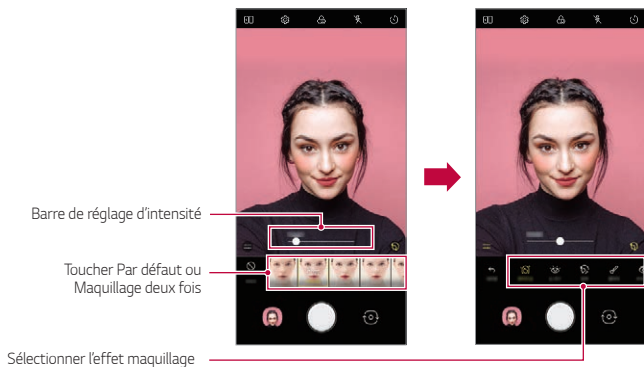 Barre de réglage d'intensité
Toucher Par défaut ou
Maquillage deux fois
Sélectionner l'effet maquillage